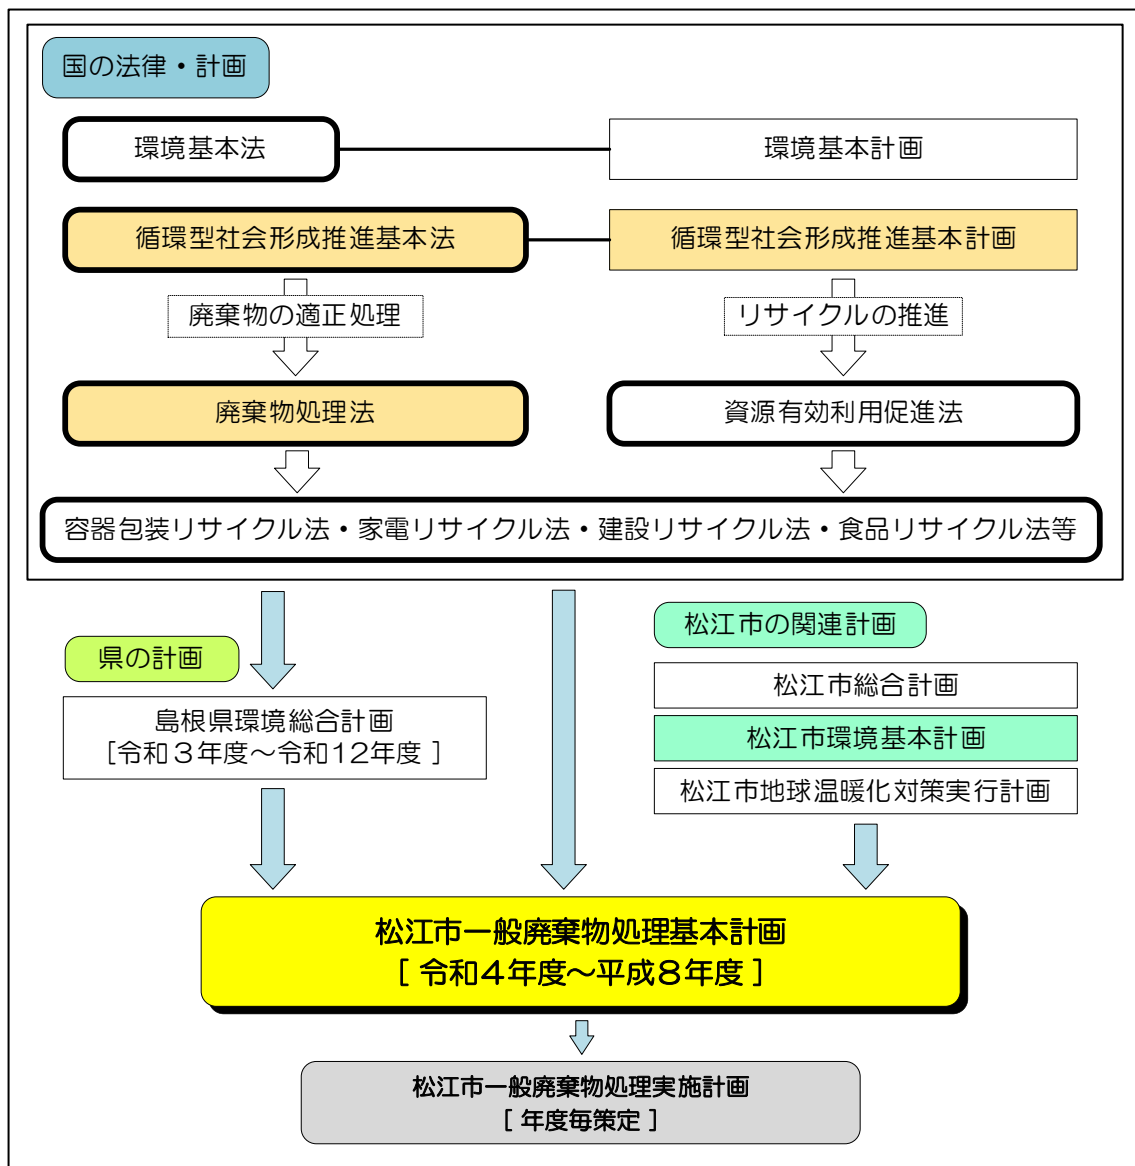 国の法律・計画
環境基本法
環境基本計画
循環型社会形成推進基本法
循環型社会形成推進基本計画
廃棄物の適正処理
リサイクルの推進
廃棄物処理法
資源有効利用促進法
容器包装リサイクル法・家電リサイクル法・建設リサイクル法・食品リサイクル法等
県の計画
島根県環境総合計画
[令和３年度～令和12年度 ]
松江市の関連計画
松江市総合計画
松江市環境基本計画
松江市地球温暖化対策実行計画
松江市一般廃棄物処理基本計画
[ 令和４年度～平成８年度 ]
松江市一般廃棄物処理実施計画
[ 年度毎策定 ]